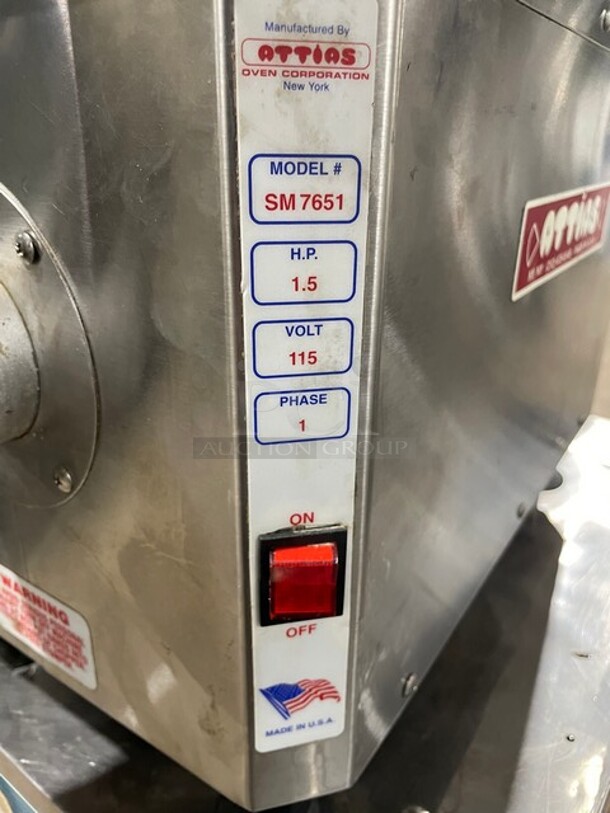 Manufactured By
ATTIAS
OVEN CORPORATION
New York
MODEL #
SM 7651
H.P.
1.5
VOLT
115
PHASE
1
AUCTION GROUP
ON
OFF
MADE IN U.S.A.
ATTIAS
WARNING